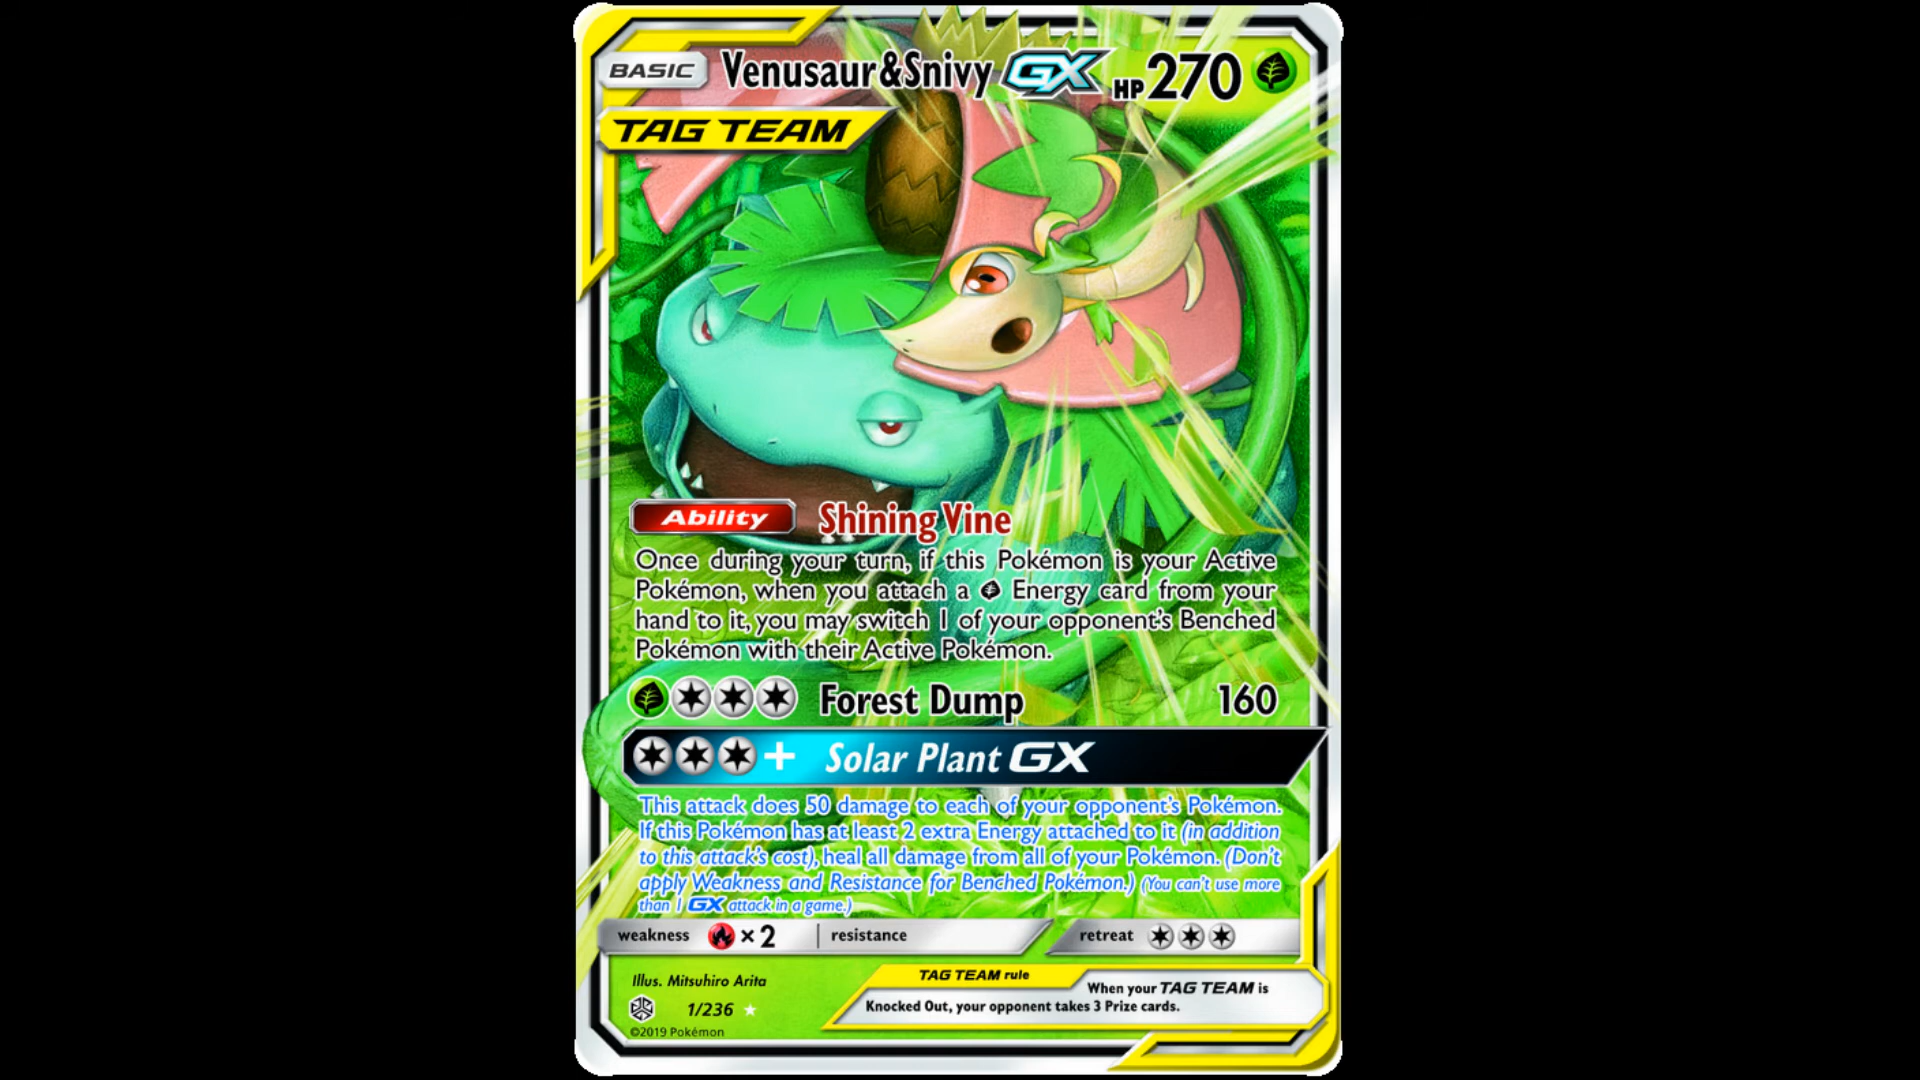 BASIC Venusaur&Snivy GX HP 270
TAG TEAM
Ability Shining Vine
Once during your turn, if this Pokémon is your Active
Pokémon, when you attach a Energy card from your
hand to it, you may switch 1 of your opponent's Benched
Pokémon with their Active Pokémon.
Forest Dump 160
+ Solar Plant GX
This attack does 50 damage to each of your opponent's Pokémon.
If this Pokémon has at least 2 extra Energy attached to it (in addition
to this attack's cost), heal all damage from all of your Pokémon. (Don't
apply Weakness and Resistance for Benched Pokémon.) (You can't use more
than 1 GX attack in a game.)
weakness ×2 resistance retreat
Illus. Mitsuhiro Arita
1/236
©2019 Pokémon
TAG TEAM rule
When your TAG TEAM is
Knocked Out, your opponent takes 3 Prize cards.